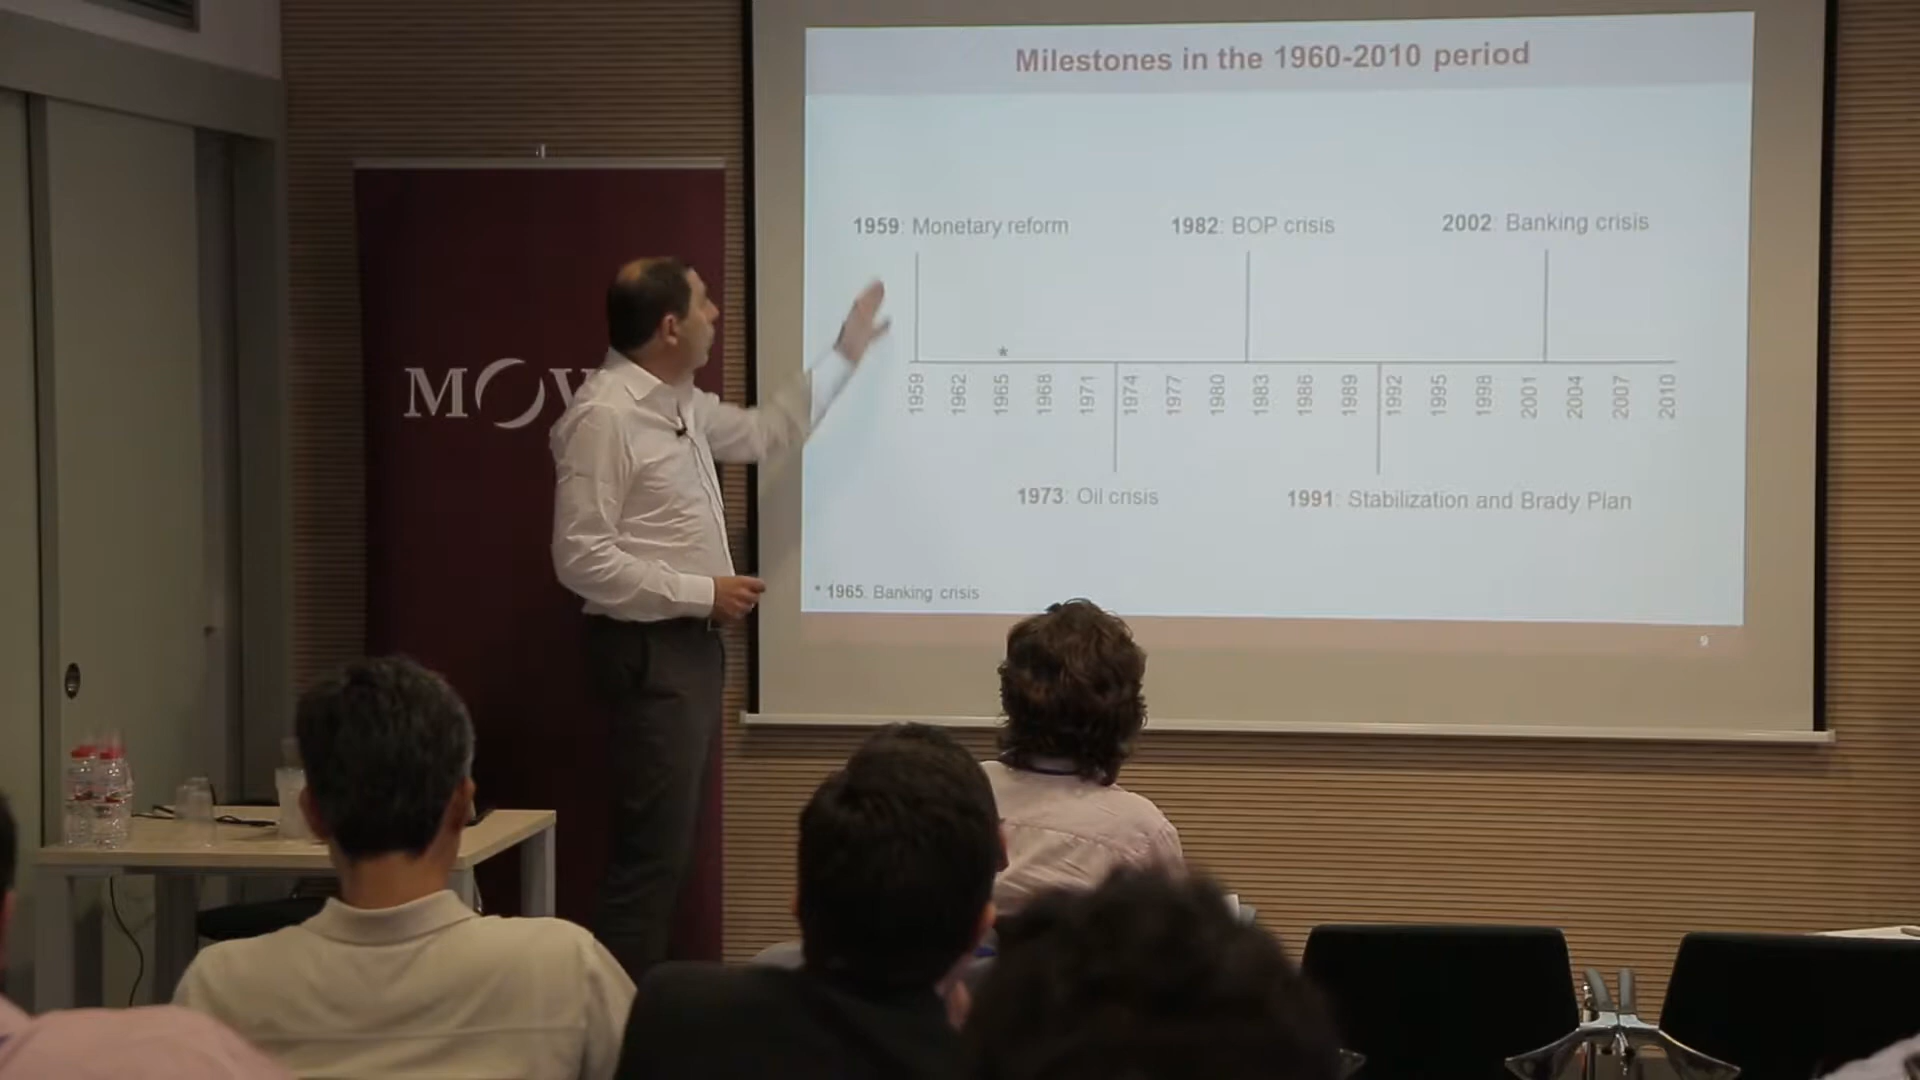 Milestones in the 1960-2010 period
1959: Monetary reform
1982: BOP crisis
2002: Banking crisis
*
1959 1962 1965 1968 1971 1974 1977 1980 1983 1986 1989 1992 1995 1998 2001 2004 2007 2010
1973: Oil crisis
1991: Stabilization and Brady Plan
* 1965: Banking crisis
9
MOV